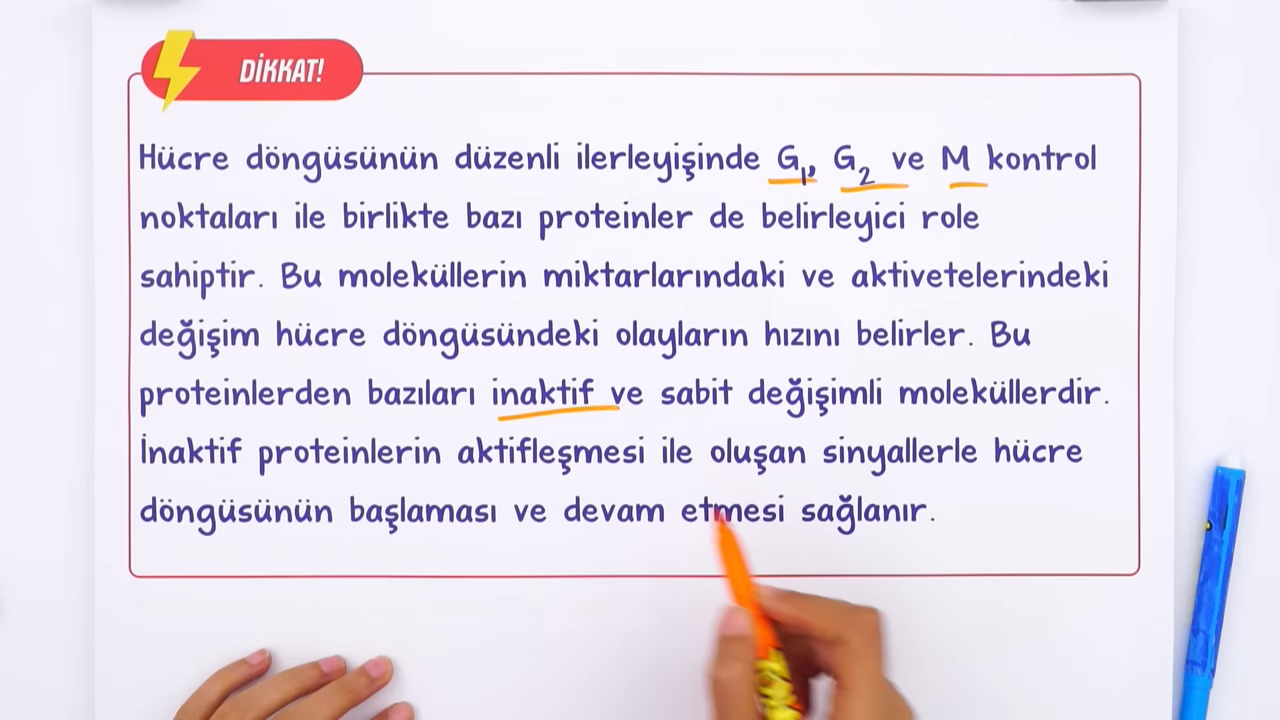 DİKKAT!
Hücre döngüsünün düzenli ilerleyişinde G₁, G₂ ve M kontrol
noktaları ile birlikte bazı proteinler de belirleyici role
sahiptir. Bu moleküllerin miktarlarındaki ve aktivetelerindeki
değişim hücre döngüsündeki olayların hızını belirler. Bu
proteinlerden bazıları inaktif ve sabit değişimli moleküllerdir.
İnaktif proteinlerin aktifleşmesi ile oluşan sinyallerle hücre
döngüsünün başlaması ve devam etmesi sağlanır.